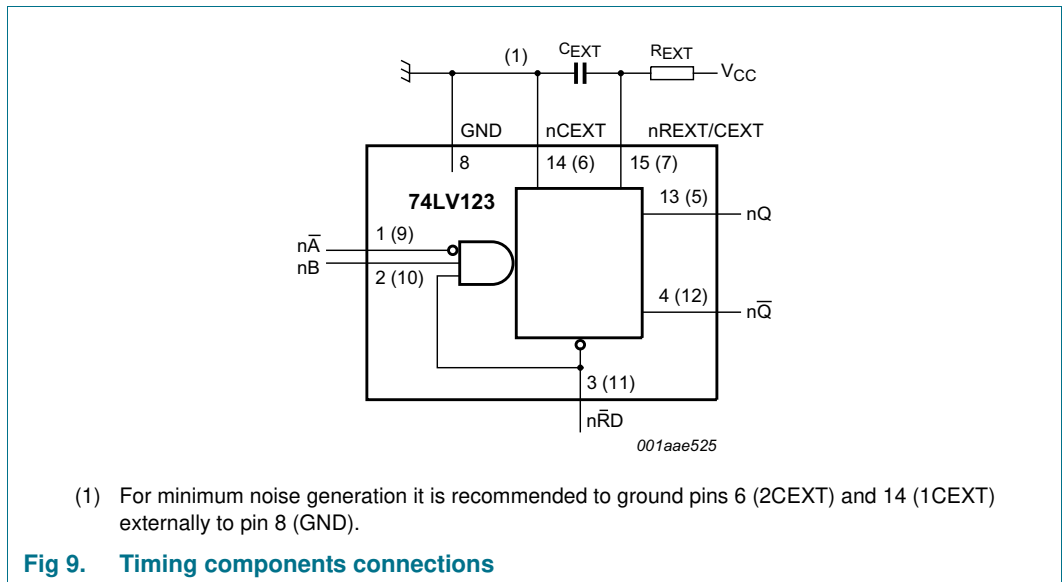 (1)
CEXT
REXT
VCC
GND
nCEXT
nREXT/CEXT
8
14 (6)
15 (7)
74LV123
13 (5)
nQ
1 (9)
nA̅
nB
2 (10)
4 (12)
nQ̅
3 (11)
nR̅D
001aae525
(1) For minimum noise generation it is recommended to ground pins 6 (2CEXT) and 14 (1CEXT)
externally to pin 8 (GND).
Fig 9. Timing components connections